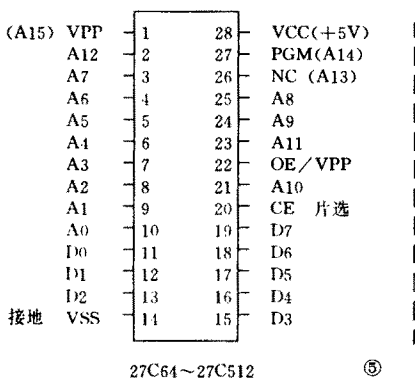 (A15) VPP 1 28 VCC(+5V)
A12 2 27 PGM(A14)
A7 3 26 NC (A13)
A6 4 25 A8
A5 5 24 A9
A4 6 23 A11
A3 7 22 OE/VPP
A2 8 21 A10
A1 9 20 CE 片选
A0 10 19 D7
D0 11 18 D6
D1 12 17 D5
D2 13 16 D4
接地 VSS 14 15 D3
27C64~27C512 ⑤